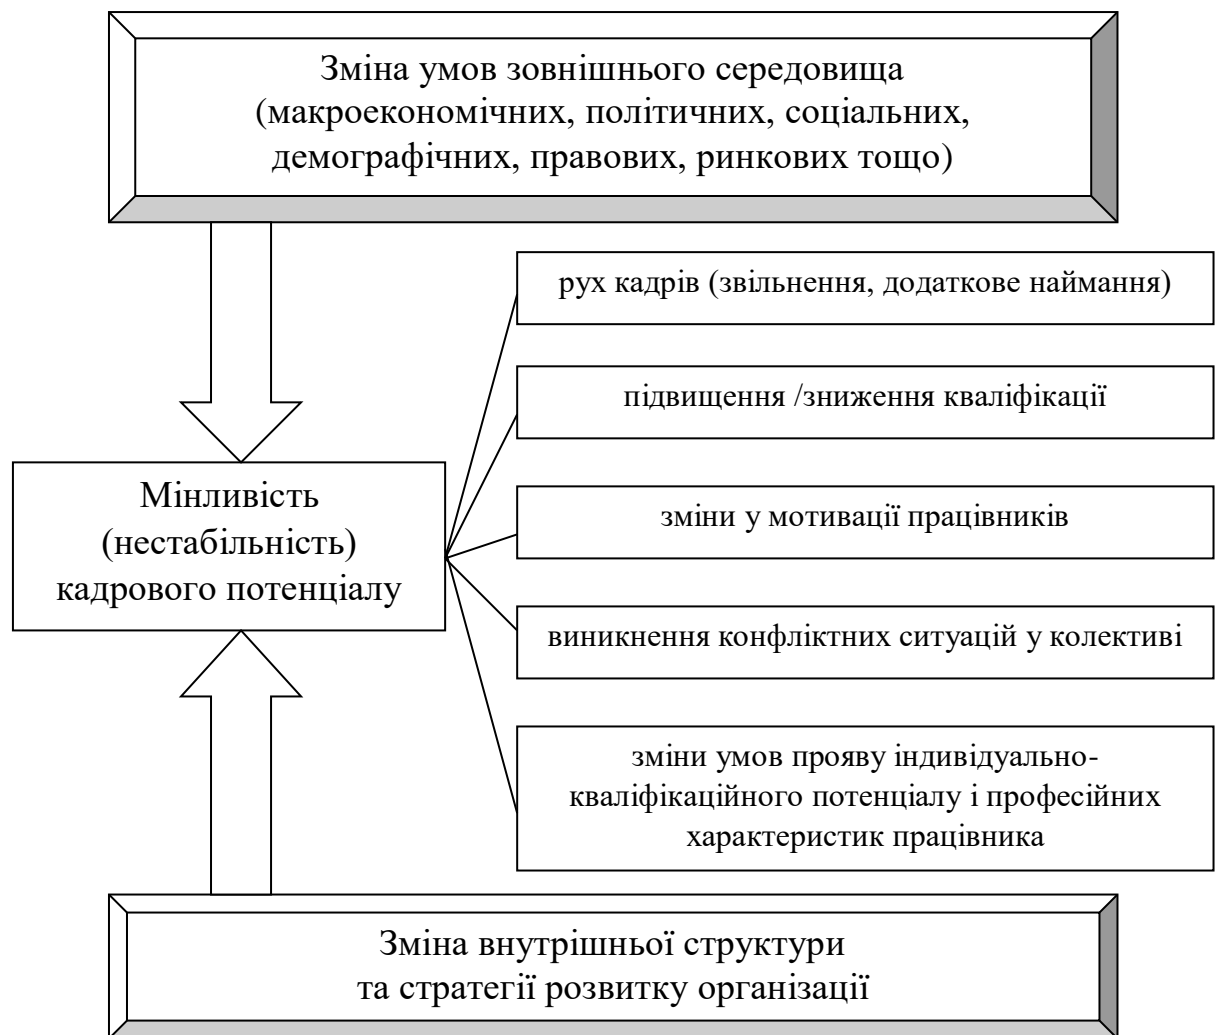 Зміна умов зовнішнього середовища
(макроекономічних, політичних, соціальних,
демографічних, правових, ринкових тощо)
рух кадрів (звільнення, додаткове наймання)
підвищення /зниження кваліфікації
Мінливість
(нестабільність)
кадрового потенціалу
зміни у мотивації працівників
виникнення конфліктних ситуацій у колективі
зміни умов прояву індивідуально-
кваліфікаційного потенціалу і професійних
характеристик працівника
Зміна внутрішньої структури
та стратегії розвитку організації